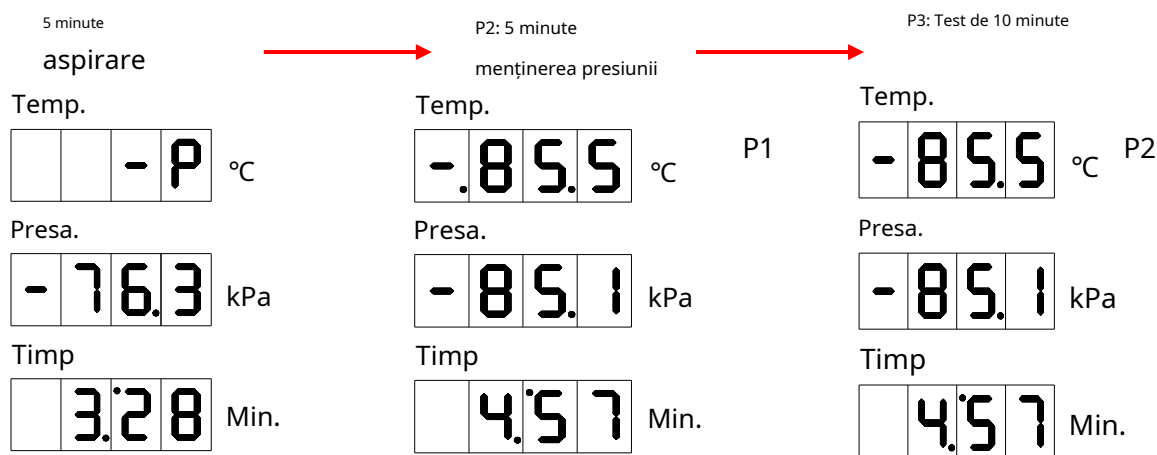 5 minute
aspirare
Temp.
-P °C
Presa.
-76.3 kPa
Timp
3:28 Min.
P2: 5 minute
menținerea presiunii
Temp.
-.85.5 °C P1
Presa.
-85.1 kPa
Timp
4:57 Min.
P3: Test de 10 minute
Temp.
-85.5 °C P2
Presa.
-85.1 kPa
Timp
4:57 Min.